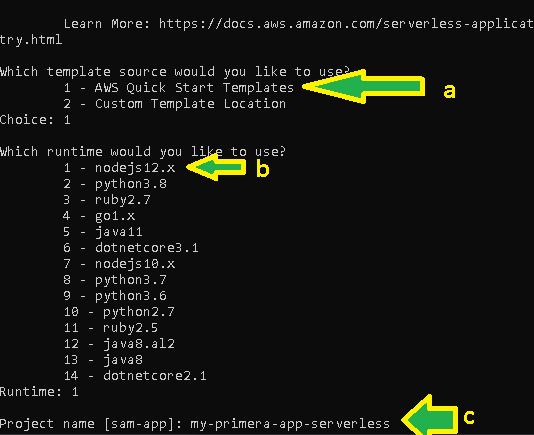 Learn More: https://docs.aws.amazon.com/serverless-applicat
try.html
Which template source would you like to use?
1 - AWS Quick Start Templates
a
2 - Custom Template Location
Choice: 1
Which runtime would you like to use?
1 - nodejs12.x
b
2 - python3.8
3 - ruby2.7
4 - go1.x
5 - java11
6 - dotnetcore3.1
7 - nodejs10.x
8 - python3.7
9 - python3.6
10 - python2.7
11 - ruby2.5
12 - java8.al2
13 - java8
14 - dotnetcore2.1
Runtime: 1
Project name [sam-app]: my-primera-app-serverless
c